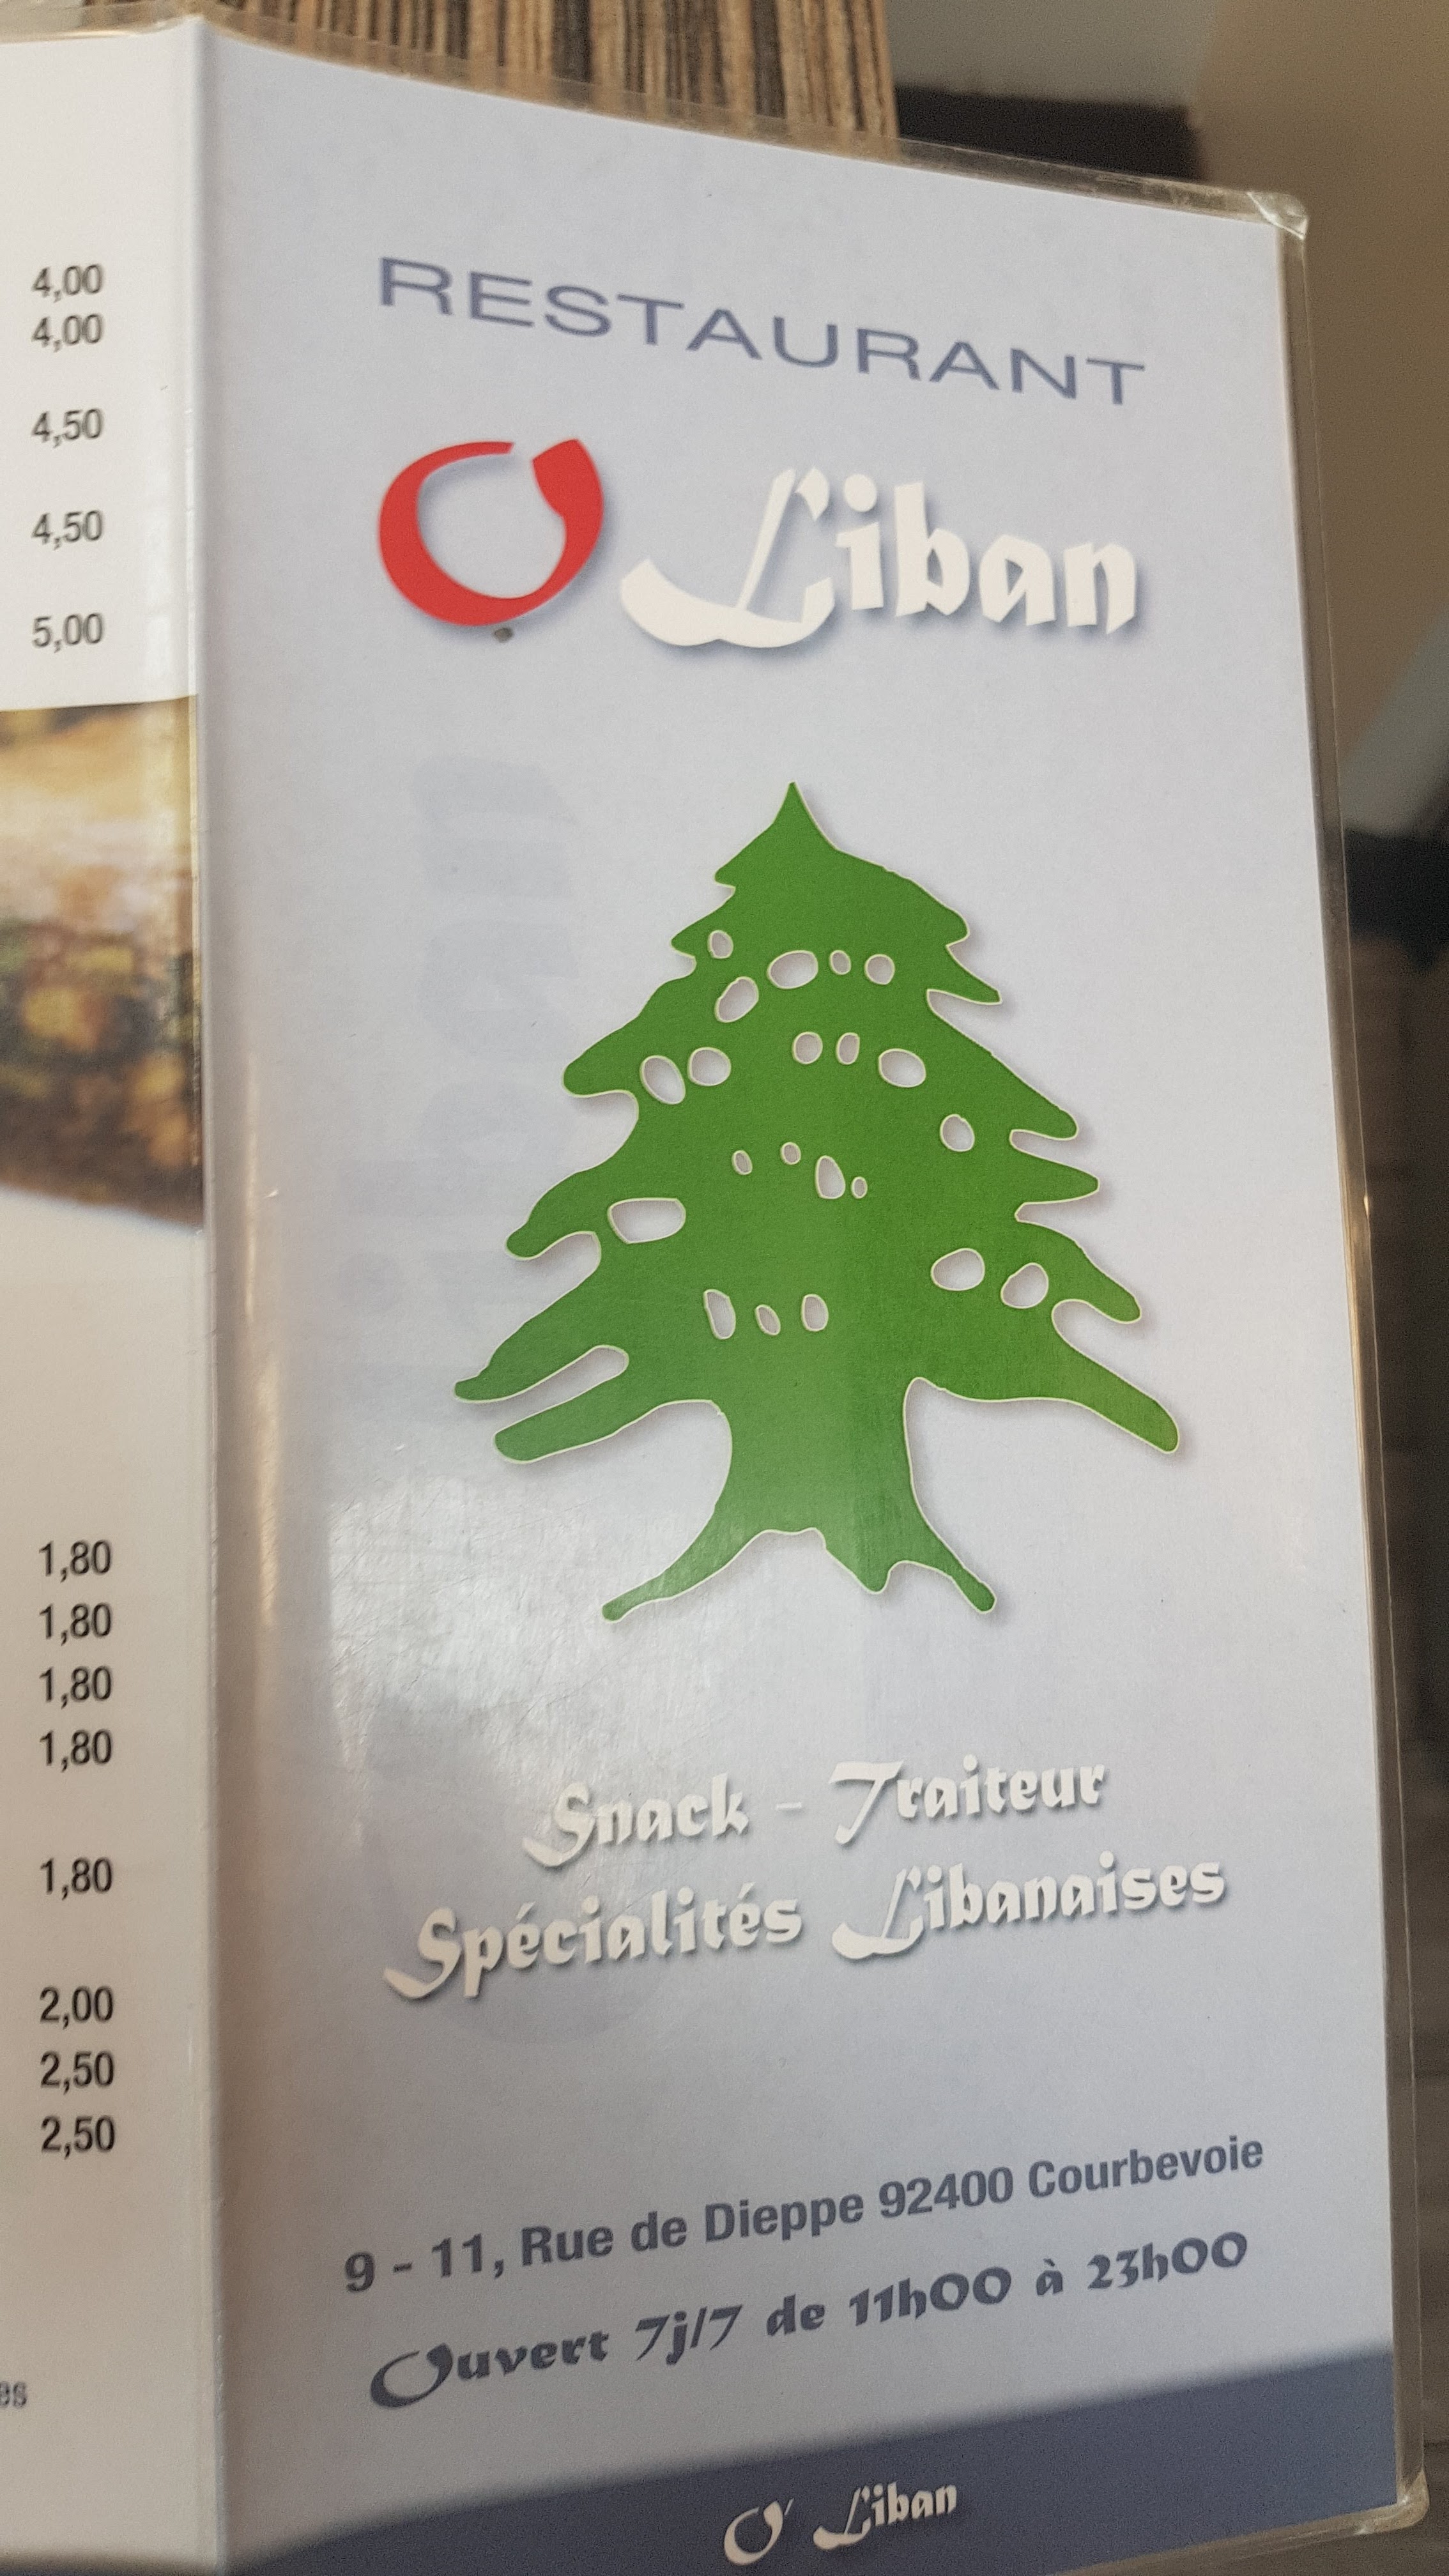 4,00
4,00
4,50
4,50
5,00
1,80
1,80
1,80
1,80
1,80
2,00
2,50
2,50
es
RESTAURANT
O Liban
Snack - Traiteur
Spécialités Libanaises
9 - 11, Rue de Dieppe 92400 Courbevoie
Ouvert 7j/7 de 11h00 à 23h00
O' Liban